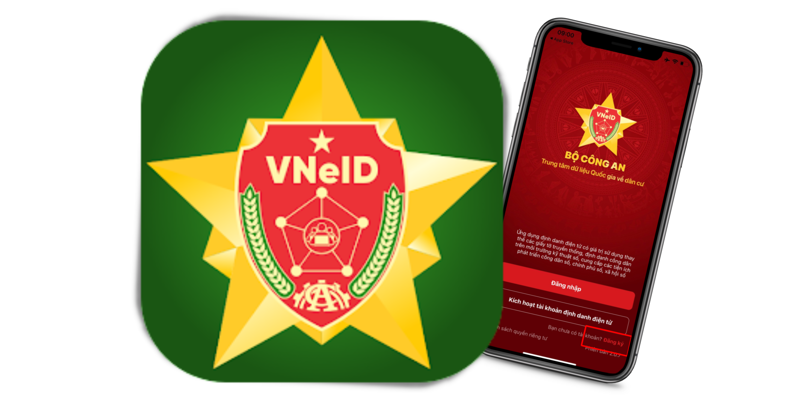 VNeID
09:00
VNeID
BỘ CÔNG AN
Trung tâm dữ liệu Quốc gia về dân cư
Ứng dụng định danh điện tử có giá trị sử dụng thay
thế các giấy tờ truyền thống, định danh công dân
trên môi trường kỹ thuật số, cung cấp các tiện ích
phát triển công dân số, chính phủ số, xã hội số
Đăng nhập
Kích hoạt tài khoản định danh điện tử
Bạn chưa có tài khoản? Đăng ký
sách quyền riêng tư